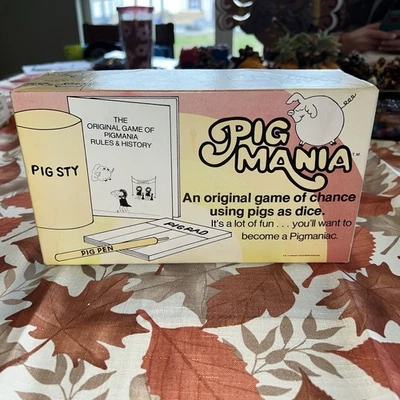 THE
ORIGINAL GAME OF
PIGMANIA
RULES & HISTORY
PIG STY
PIG PAD
PIG PEN
PIG
MANIA
TM
An original game of chance
using pigs as dice.
It's a lot of fun . . . you'll want to
become a Pigmaniac.